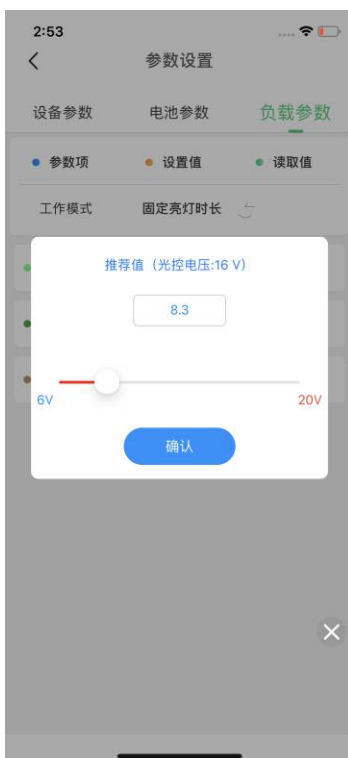 2:53
参数设置
设备参数 电池参数 负载参数
参数项 设置值 读取值
工作模式 固定亮灯时长
推荐值（光控电压:16 V）
8.3
6V 20V
确认